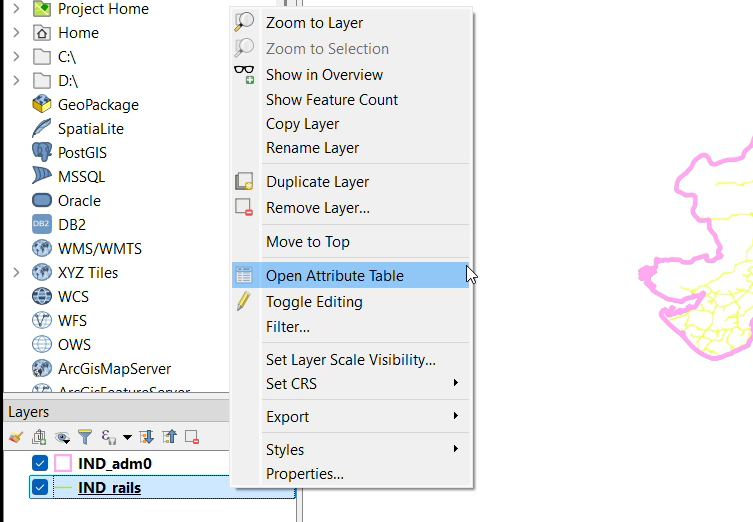 Project Home
Home
C:\
D:\
GeoPackage
SpatiaLite
PostGIS
MSSQL
Oracle
DB2
DB2
WMS/WMTS
XYZ Tiles
WCS
WFS
OWS
ArcGisMapServer
ArcGisFeatureServer
Layers
IND_adm0
IND_rails
Zoom to Layer
Zoom to Selection
Show in Overview
Show Feature Count
Copy Layer
Rename Layer
Duplicate Layer
Remove Layer...
Move to Top
Open Attribute Table
Toggle Editing
Filter...
Set Layer Scale Visibility...
Set CRS
Export
Styles
Properties...